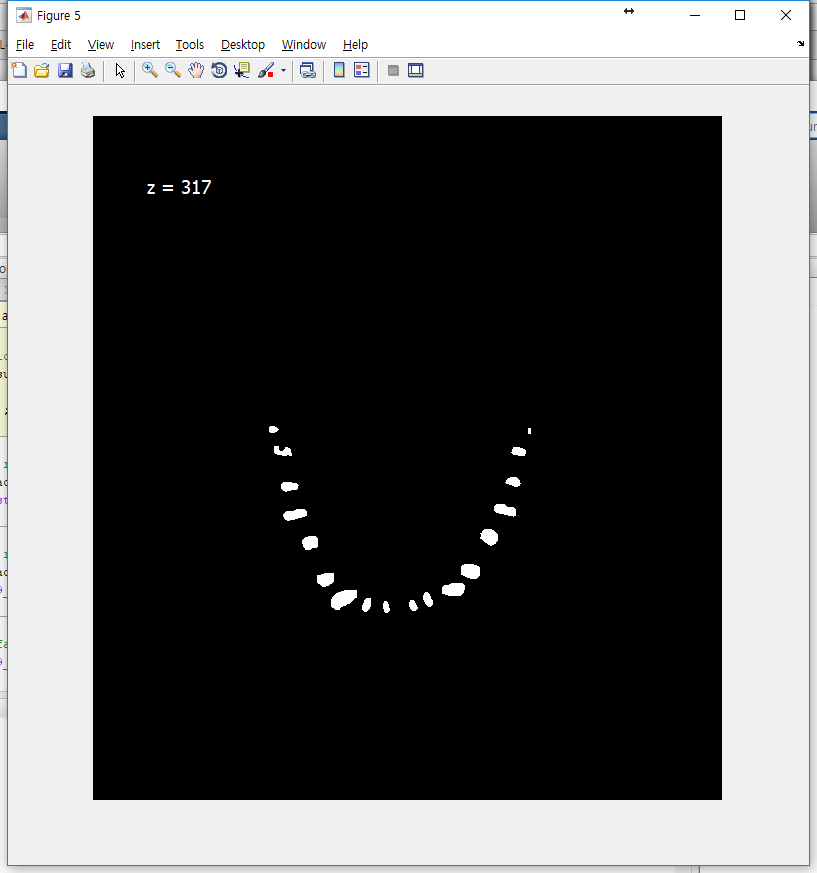 Figure 5
File Edit View Insert Tools Desktop Window Help
z = 317